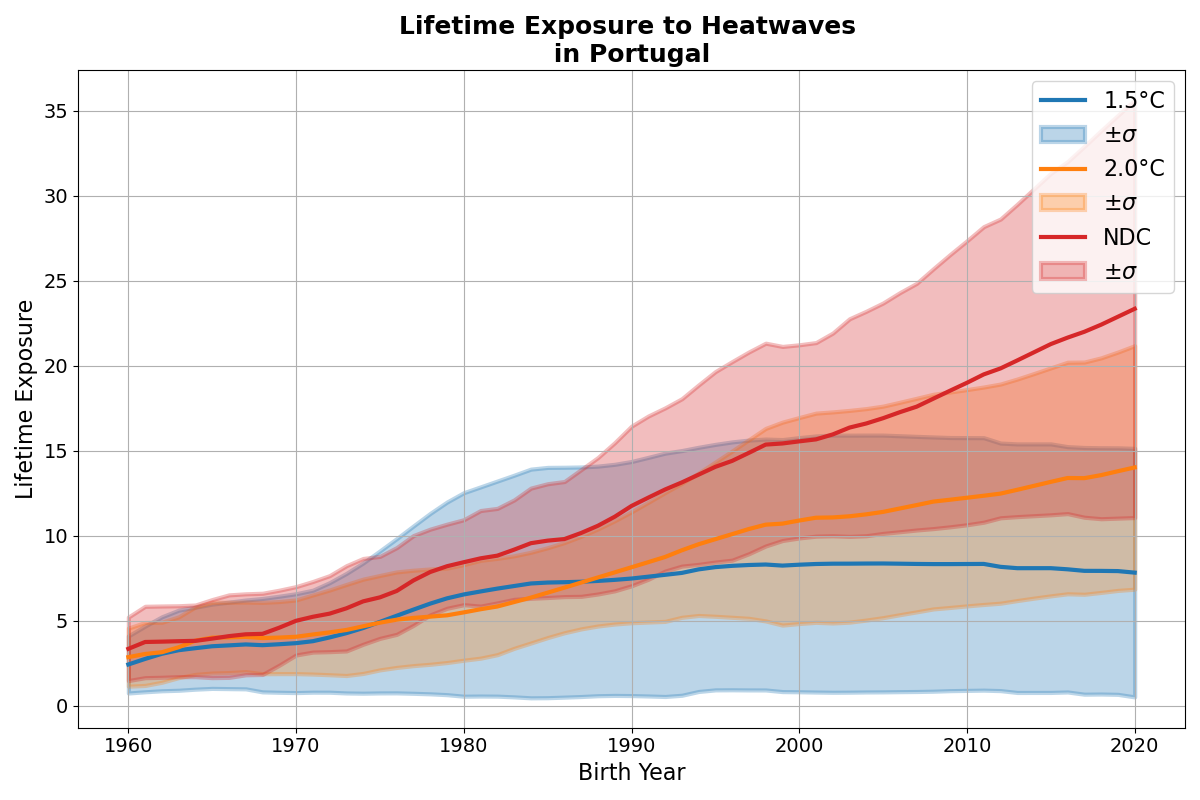 Lifetime Exposure to Heatwaves
in Portugal
35
30
25
20
15
10
5
0
Lifetime Exposure
1960
1970
1980
1990
2000
2010
2020
Birth Year
1.5°C
±σ
2.0°C
±σ
NDC
±σ